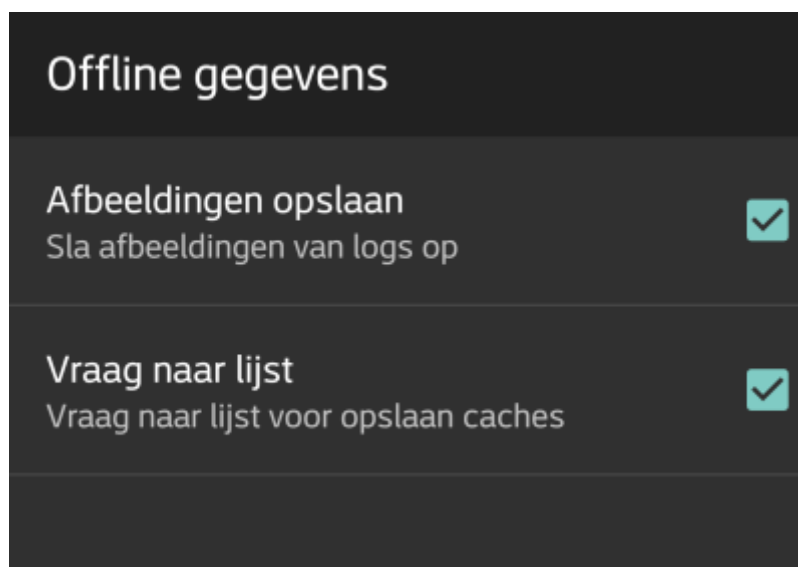 Offline gegevens
Afbeeldingen opslaan
Sla afbeeldingen van logs op
Vraag naar lijst
Vraag naar lijst voor opslaan caches